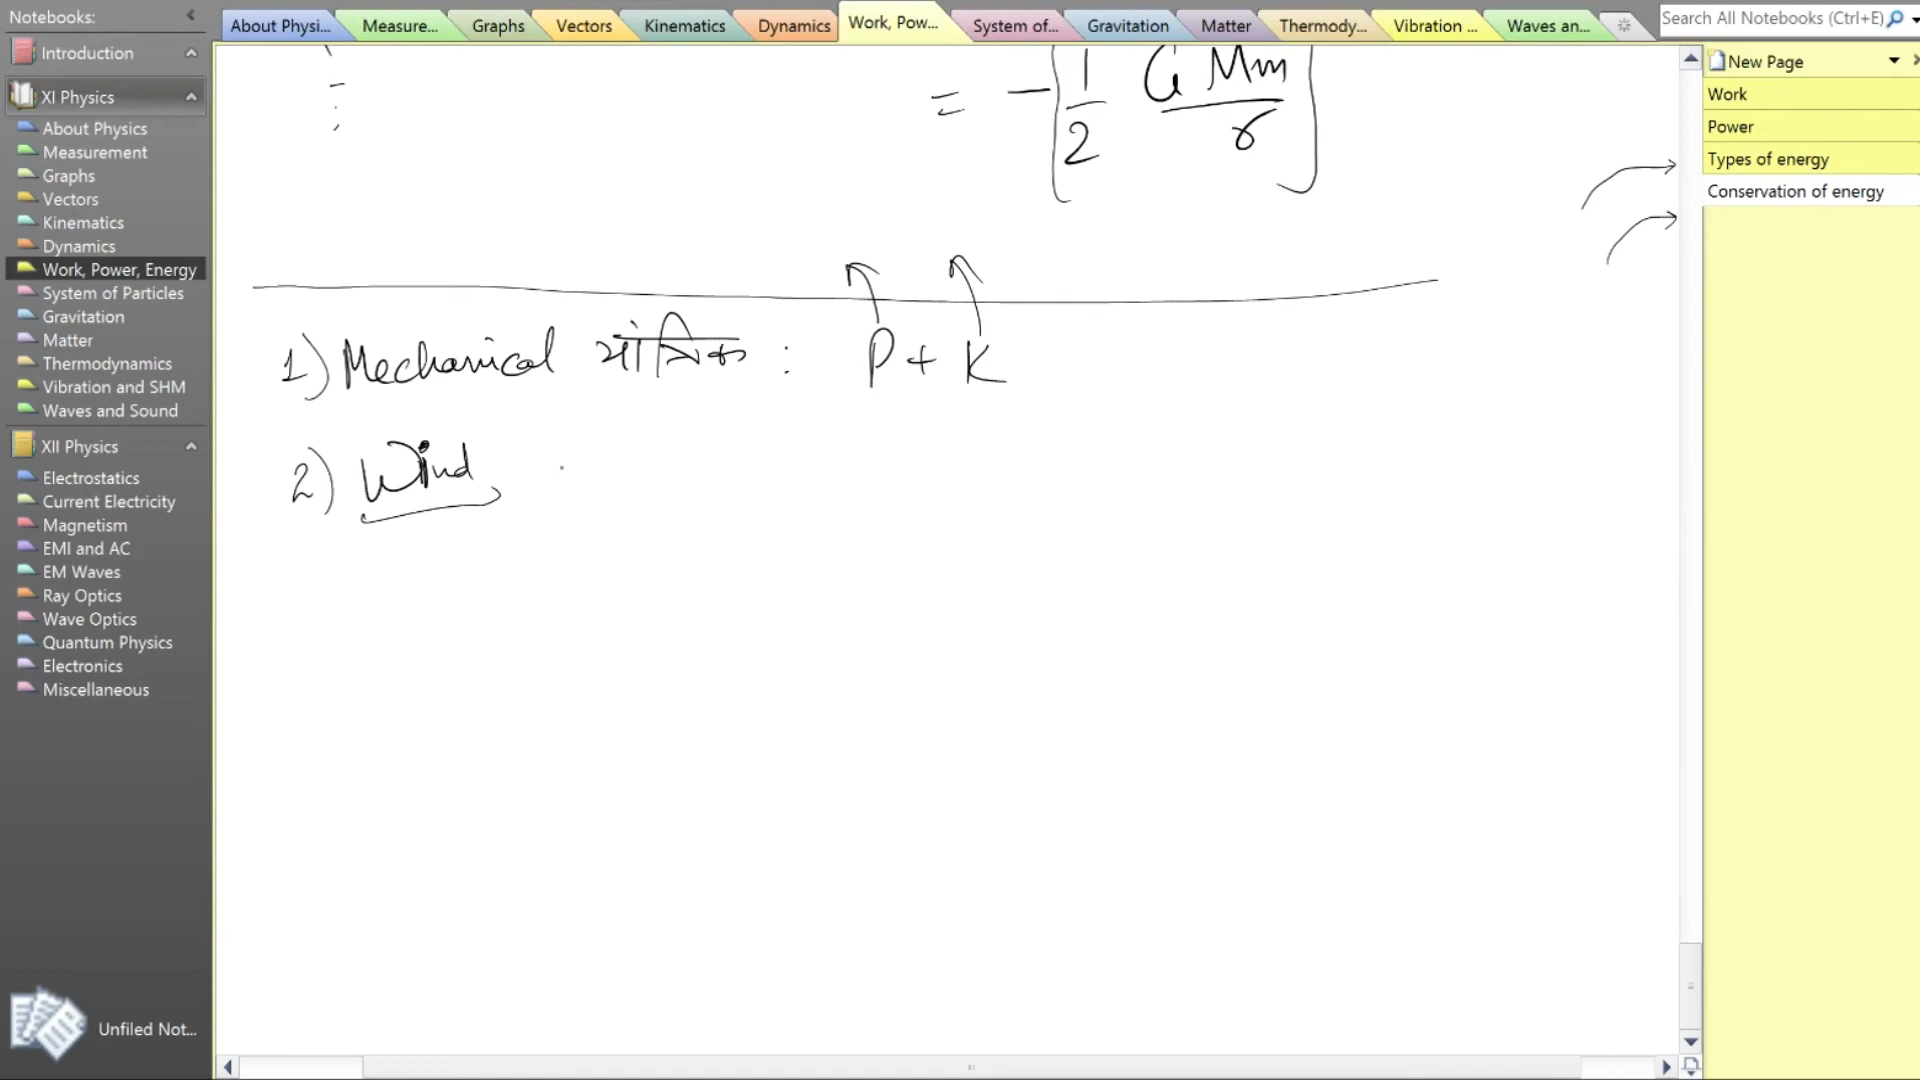 Notebooks:
Introduction
XI Physics
About Physics
Measurement
Graphs
Vectors
Kinematics
Dynamics
Work, Power, Energy
System of Particles
Gravitation
Matter
Thermodynamics
Vibration and SHM
Waves and Sound
XII Physics
Electrostatics
Current Electricity
Magnetism
EMI and AC
EM Waves
Ray Optics
Wave Optics
Quantum Physics
Electronics
Miscellaneous
Unfiled Not...
About Physi... Measure... Graphs Vectors Kinematics Dynamics Work, Pow... System of... Gravitation Matter Thermody... Vibration ... Waves an...
Search All Notebooks (Ctrl+E)
= -[1/2 GMm/r]
1) Mechanical यांत्रिक : P + K
2) Wind
New Page
Work
Power
Types of energy
Conservation of energy